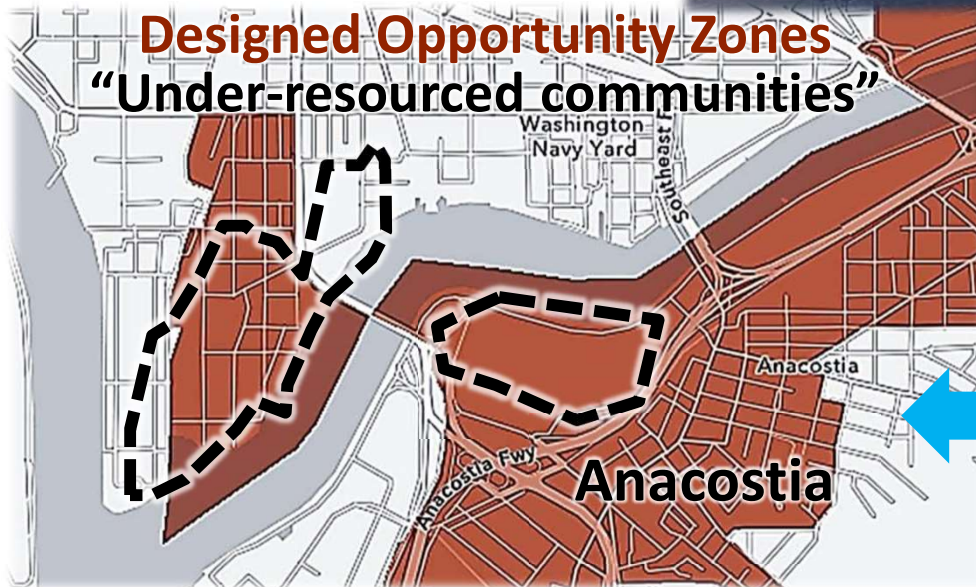 Designed Opportunity Zones
“Under-resourced communities”
Washington
Navy Yard
Southeast F
Anacostia
Anacostia Fwy
Anacostia